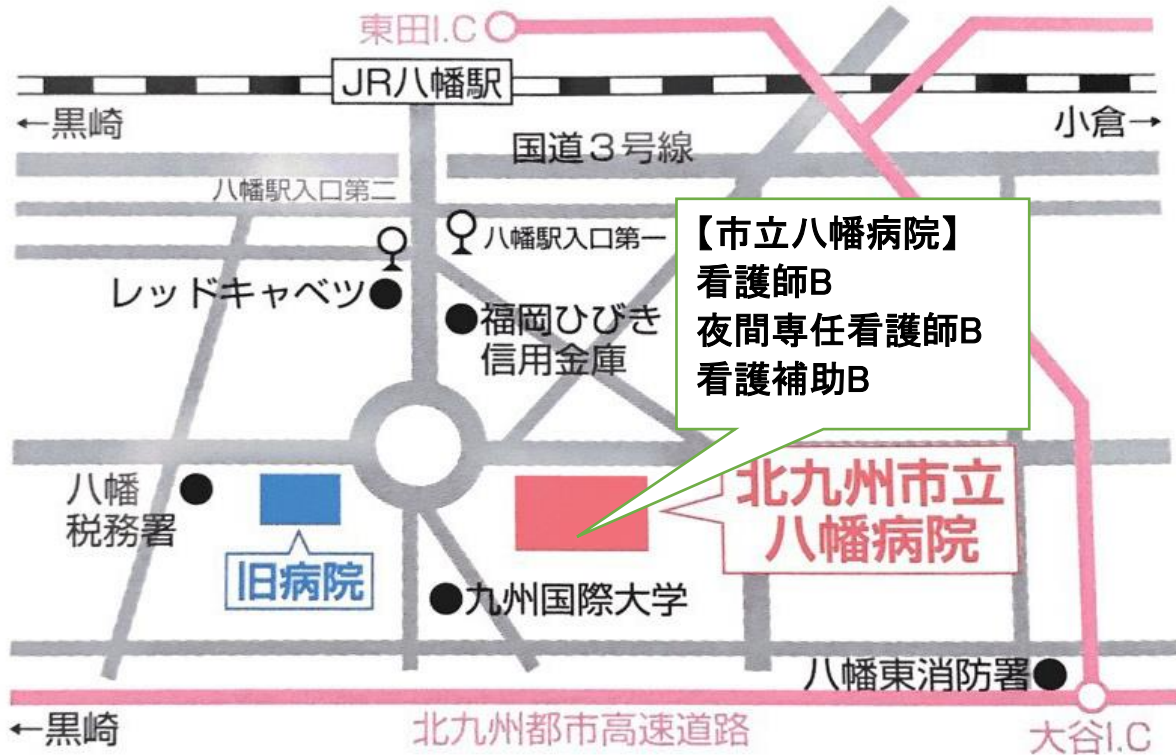 東田I.C
JR八幡駅
←黒崎
小倉→
国道3号線
八幡駅入口第二
八幡駅入口第一
レッドキャベツ
福岡ひびき
信用金庫
【市立八幡病院】
看護師B
夜間専任看護師B
看護補助B
八幡
税務署
旧病院
北九州市立
八幡病院
九州国際大学
八幡東消防署
←黒崎
北九州都市高速道路
大谷I.C